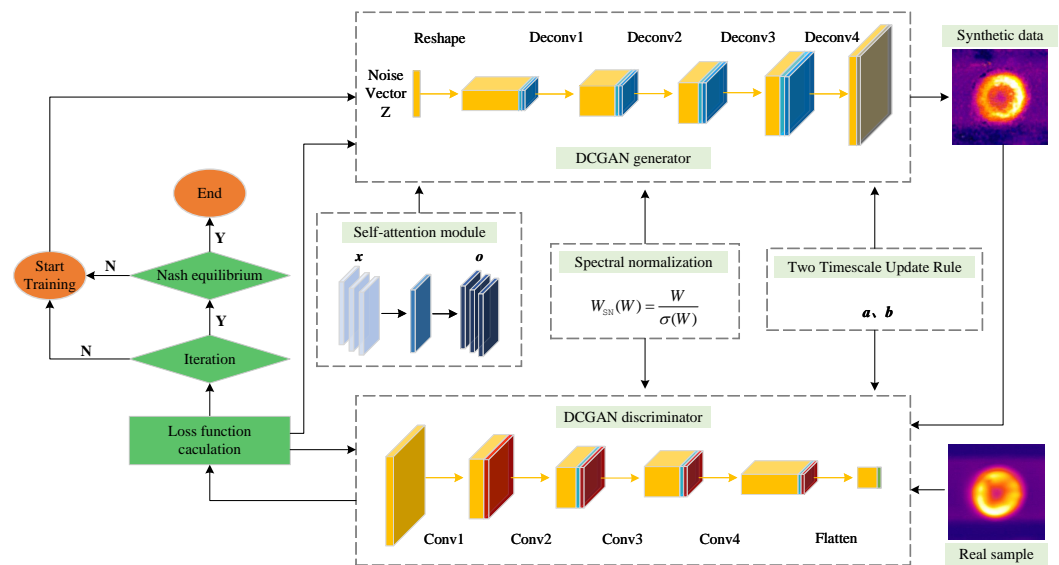 Reshape
Deconv1
Deconv2
Deconv3
Deconv4
Synthetic data
Noise
Vector
Z
DCGAN generator
End
Y
Start
Training
N
Nash equilibrium
Y
N
Iteration
Loss function
caculation
Self-attention module
x
o
Spectral normalization
W_SN(W) = W / σ(W)
Two Timescale Update Rule
a、b
DCGAN discriminator
Conv1
Conv2
Conv3
Conv4
Flatten
Real sample